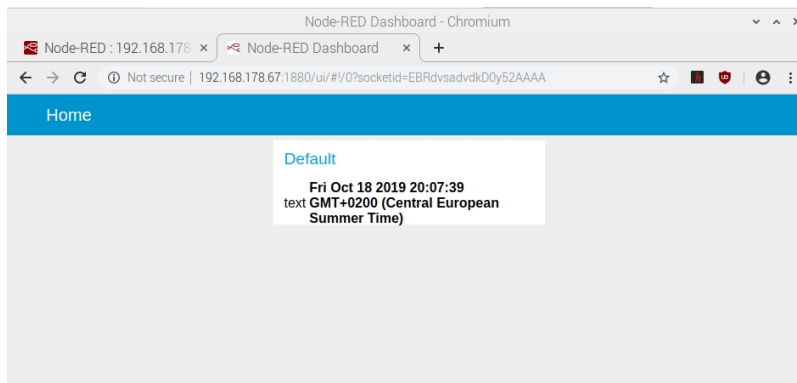 Node-RED Dashboard - Chromium
Node-RED : 192.168.178
Node-RED Dashboard
Not secure | 192.168.178.67:1880/ui/#!/0?socketid=EBRdvsadvdkD0y52AAAA
Home
Default
Fri Oct 18 2019 20:07:39
text GMT+0200 (Central European
Summer Time)